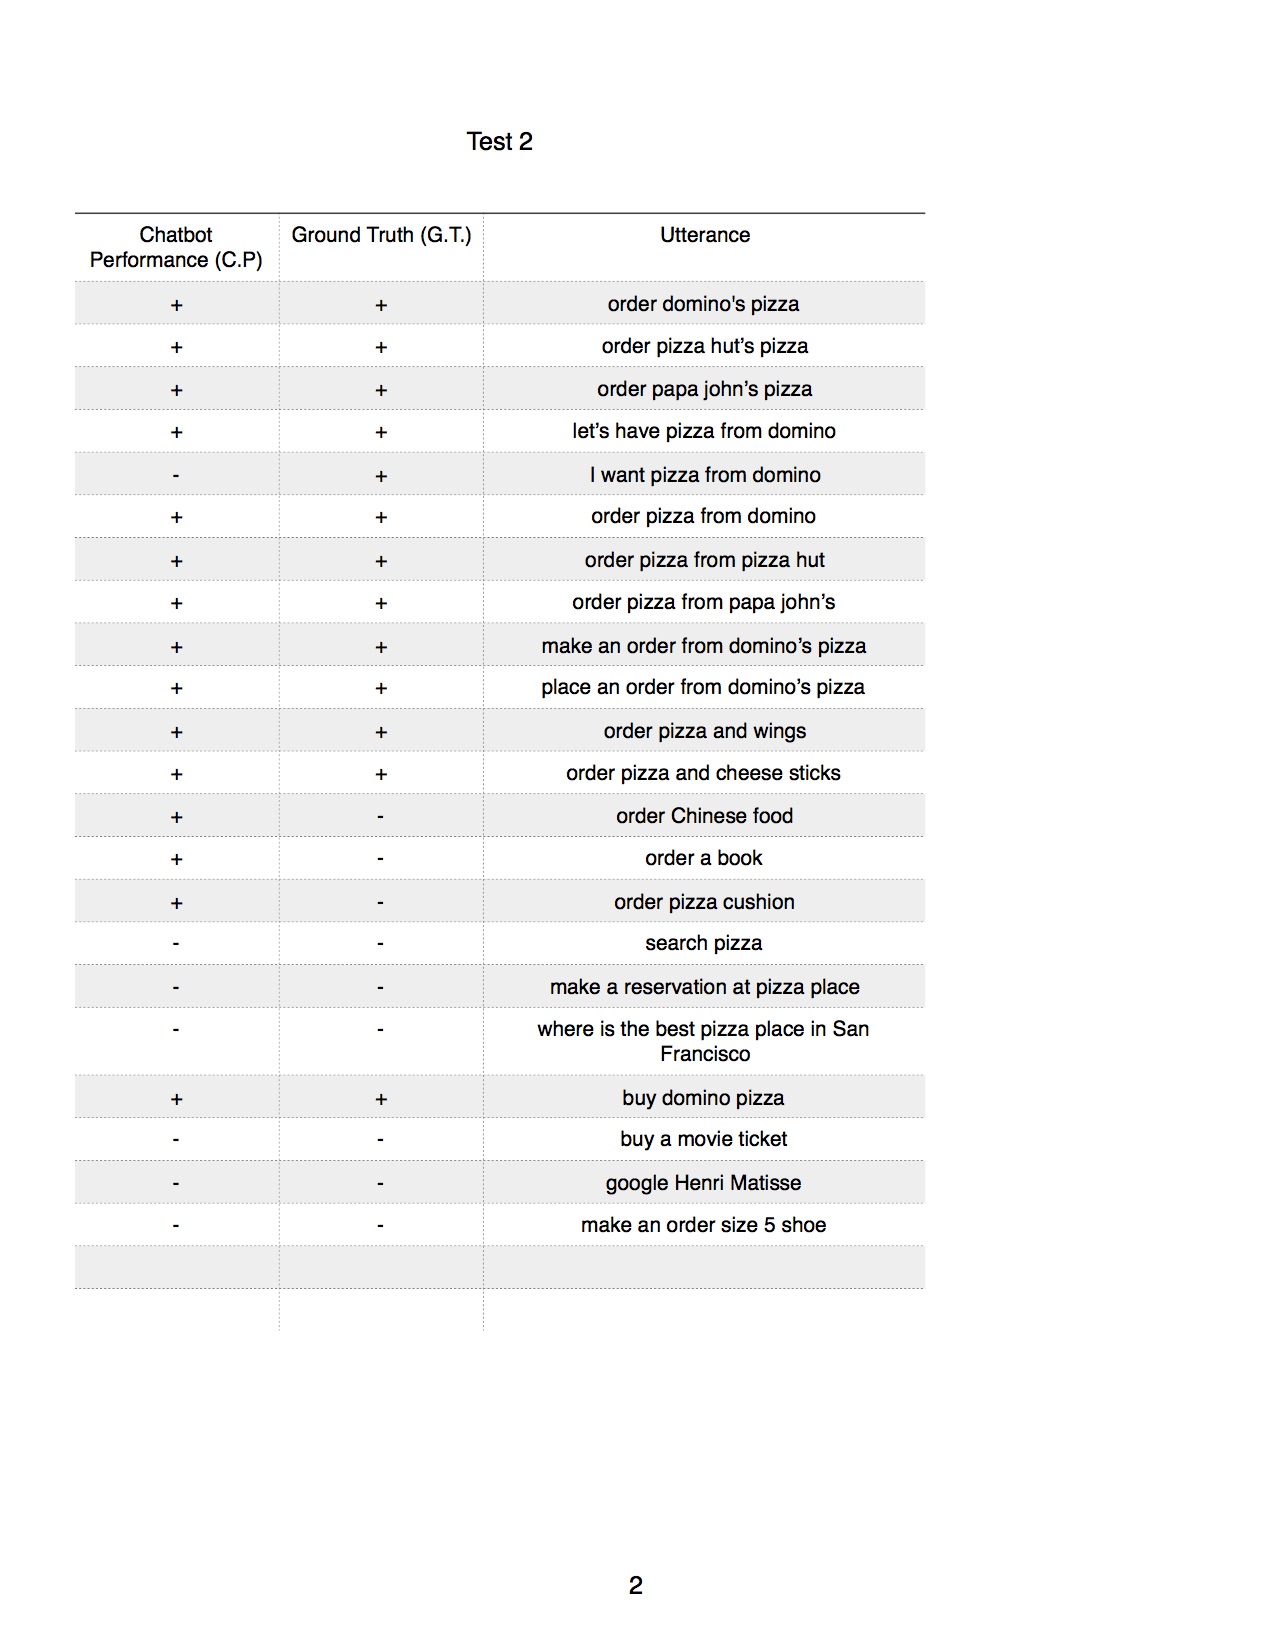 Test 2
Chatbot Performance (C.P) Ground Truth (G.T.) Utterance
+ + order domino's pizza
+ + order pizza hut’s pizza
+ + order papa john’s pizza
+ + let’s have pizza from domino
- + I want pizza from domino
+ + order pizza from domino
+ + order pizza from pizza hut
+ + order pizza from papa john’s
+ + make an order from domino’s pizza
+ + place an order from domino’s pizza
+ + order pizza and wings
+ + order pizza and cheese sticks
+ - order Chinese food
+ - order a book
+ - order pizza cushion
- - search pizza
- - make a reservation at pizza place
- - where is the best pizza place in San
Francisco
+ + buy domino pizza
- - buy a movie ticket
- - google Henri Matisse
- - make an order size 5 shoe
2